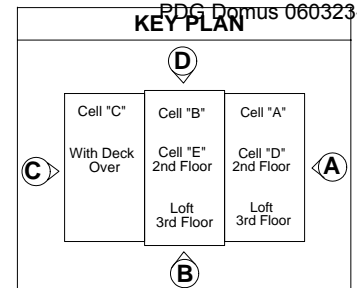 PDG Domus 060323
KEY PLAN
D
Cell "C"
With Deck
Over
Cell "B"
Cell "E"
2nd Floor
Loft
3rd Floor
Cell "A"
Cell "D"
2nd Floor
Loft
3rd Floor
C
A
B